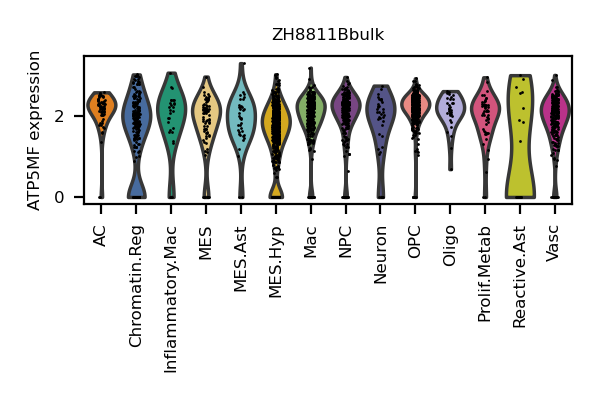 ZH8811Bbulk
ATP5MF expression
2
0
AC
Chromatin.Reg
Inflammatory.Mac
MES
MES.Ast
MES.Hyp
Mac
NPC
Neuron
OPC
Oligo
Prolif.Metab
Reactive.Ast
Vasc